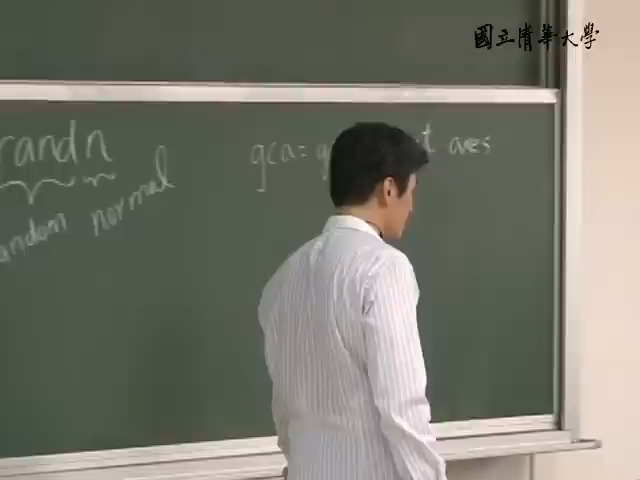 國立清華大學
randn
random normal
gca= g t axes